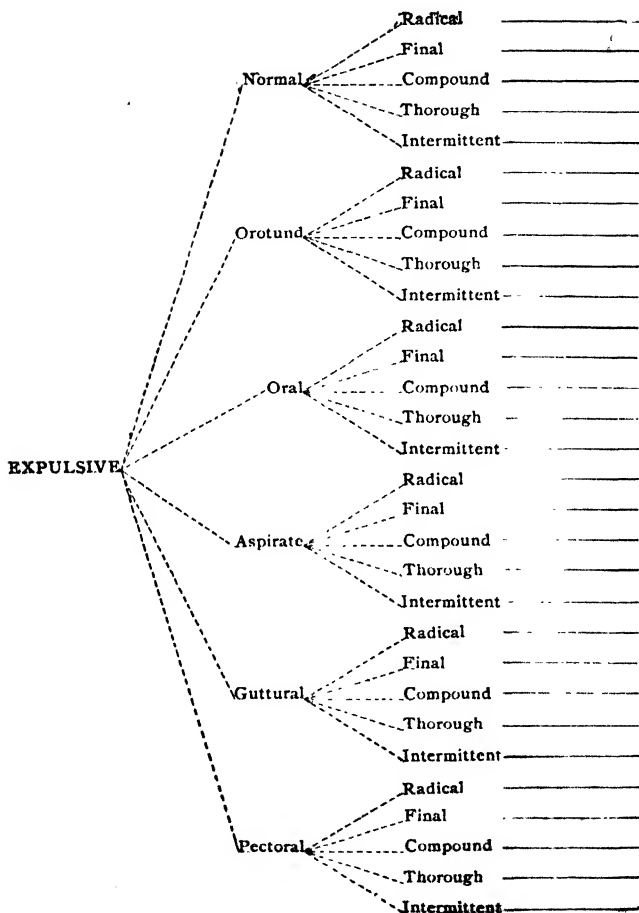 Radical
Final
Normal Compound
Thorough
Intermittent
Radical
Final
Orotund Compound
Thorough
Intermittent
Radical
Final
Oral Compound
Thorough
Intermittent
EXPULSIVE
Radical
Final
Aspirate Compound
Thorough
Intermittent
Radical
Final
Guttural Compound
Thorough
Intermittent
Radical
Final
Pectoral Compound
Thorough
Intermittent